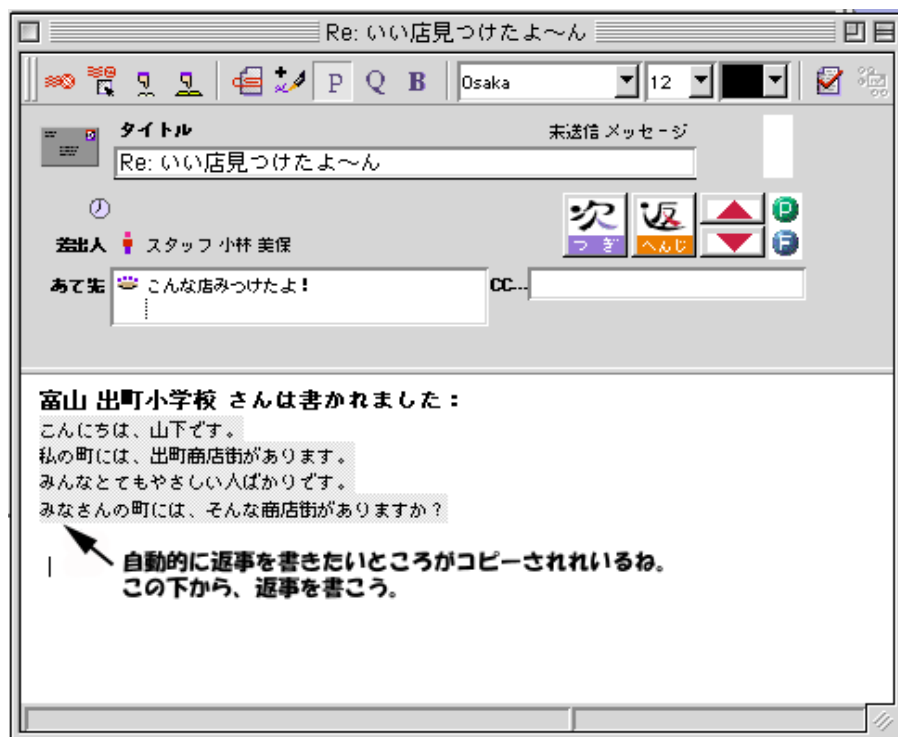 Re: いい店見つけたよ～ん
P Q B Osaka 12
タイトル
未送信 メッセージ
Re: いい店見つけたよ～ん
次 つぎ 返 へんじ P F
差出人 スタッフ 小林 美保
あて先 こんな店みつけたよ！ CC...
富山 出町小学校 さんは書かれました：
こんにちは、山下です。
私の町には、出町商店街があります。
みんなとてもやさしい人ばかりです。
みなさんの町には、そんな商店街がありますか？
自動的に返事を書きたいところがコピーされれいるね。
この下から、返事を書こう。